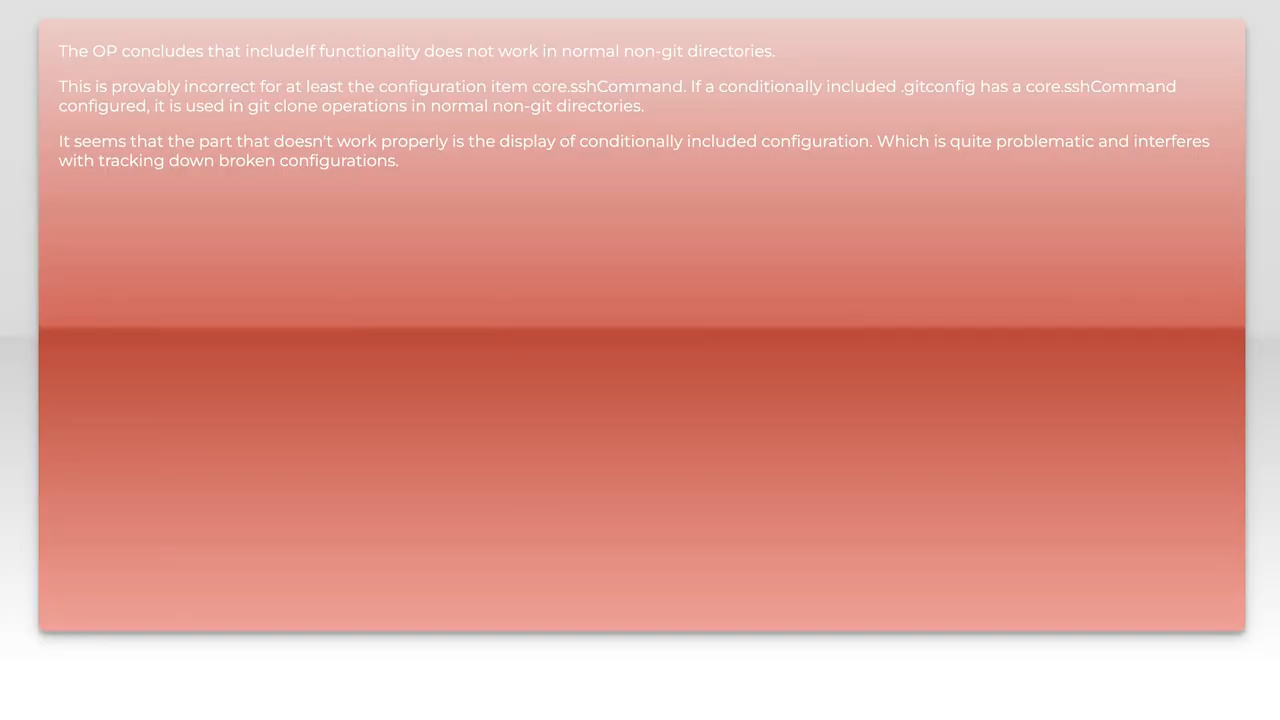 The OP concludes that includeIf functionality does not work in normal non-git directories.
This is provably incorrect for at least the configuration item core.sshCommand. If a conditionally included .gitconfig has a core.sshCommand
configured, it is used in git clone operations in normal non-git directories.
It seems that the part that doesn't work properly is the display of conditionally included configuration. Which is quite problematic and interferes
with tracking down broken configurations.